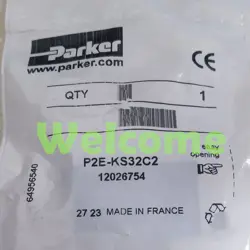 Parker
www.parker.com
CE
QTY 1
Welcome
easy
opening
P2E-KS32C2
12026754
27 23 MADE IN FRANCE
64956540